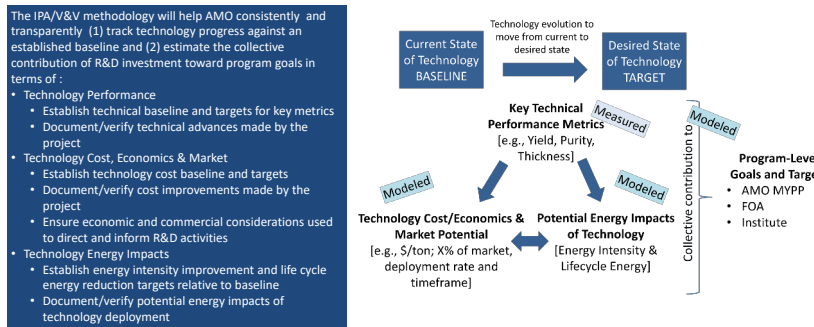 The IPA/V&V methodology will help AMO consistently and
transparently (1) track technology progress against an
established baseline and (2) estimate the collective
contribution of R&D investment toward program goals in
terms of :
• Technology Performance
• Establish technical baseline and targets for key metrics
• Document/verify technical advances made by the
project
• Technology Cost, Economics & Market
• Establish technology cost baseline and targets
• Document/verify cost improvements made by the
project
• Ensure economic and commercial considerations used
to direct and inform R&D activities
• Technology Energy Impacts
• Establish energy intensity improvement and life cycle
energy reduction targets relative to baseline
• Document/verify potential energy impacts of
technology deployment
Current State
of Technology
BASELINE
Technology evolution to
move from current to
desired state
Desired State
of Technology
TARGET
Key Technical
Performance Metrics
[e.g., Yield, Purity,
Thickness]
Measured
Modeled
Modeled
Technology Cost/Economics &
Market Potential
[e.g., $/ton; X% of market,
deployment rate and
timeframe]
Potential Energy Impacts
of Technology
[Energy Intensity &
Lifecycle Energy]
Collective contribution to
Modeled
Program-Leve
Goals and Targe
• AMO MYPP
• FOA
• Institute